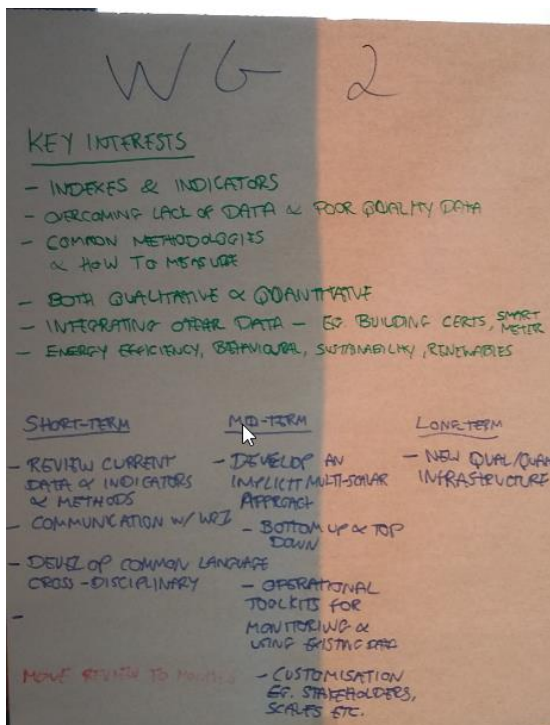 WG 2
KEY INTERESTS
- INDEXES & INDICATORS
- OVERCOMING LACK OF DATA & POOR QUALITY DATA
- COMMON METHODOLOGIES
& HOW TO MEASURE
- BOTH QUALITATIVE & QUANTITATIVE
- INTEGRATING OTHER DATA - EG. BUILDING CERTS, SMART
METER
- ENERGY EFFICIENCY, BEHAVIOURAL, SUSTAINABILITY, RENEWABLES
SHORT-TERM
- REVIEW CURRENT
DATA & INDICATORS
& METHODS
- COMMUNICATION W/
- DEVELOP COMMON LANGUAGE
CROSS-DISCIPLINARY
-
MOVE REVIEW TO
MID-TERM
- DEVELOP AN
IMPLICIT MULTI-SCALAR
APPROACH
- BOTTOM UP & TOP
DOWN
- OPERATIONAL
TOOLKITS FOR
MONITORING &
USING EXISTING DATA
- CUSTOMISATION
EG. STAKEHOLDERS,
SCALES ETC.
LONG-TERM
- NEW QUAL/QUAN
INFRASTRUCTURE